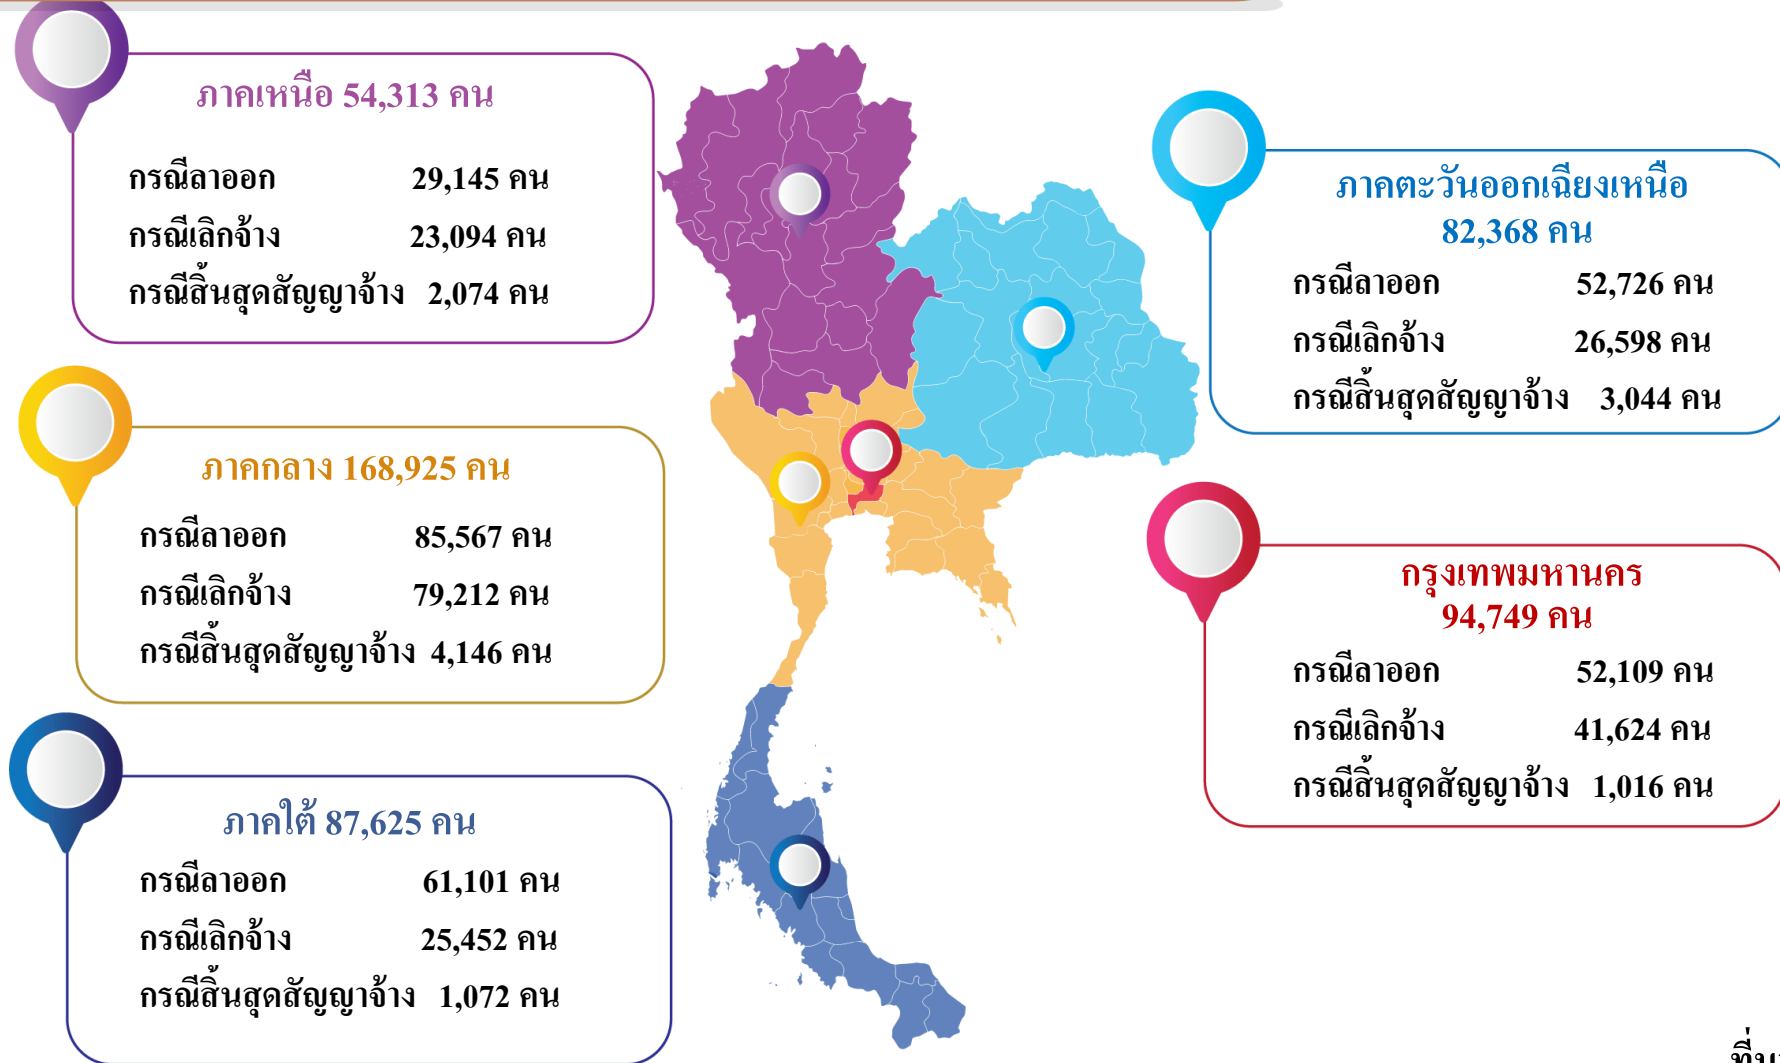 ภาคเหนือ 54,313 คน
กรณีลาออก 29,145 คน
กรณีเลิกจ้าง 23,094 คน
กรณีสิ้นสุดสัญญาจ้าง 2,074 คน
ภาคกลาง 168,925 คน
กรณีลาออก 85,567 คน
กรณีเลิกจ้าง 79,212 คน
กรณีสิ้นสุดสัญญาจ้าง 4,146 คน
ภาคใต้ 87,625 คน
กรณีลาออก 61,101 คน
กรณีเลิกจ้าง 25,452 คน
กรณีสิ้นสุดสัญญาจ้าง 1,072 คน
ภาคตะวันออกเฉียงเหนือ
82,368 คน
กรณีลาออก 52,726 คน
กรณีเลิกจ้าง 26,598 คน
กรณีสิ้นสุดสัญญาจ้าง 3,044 คน
กรุงเทพมหานคร
94,749 คน
กรณีลาออก 52,109 คน
กรณีเลิกจ้าง 41,624 คน
กรณีสิ้นสุดสัญญาจ้าง 1,016 คน